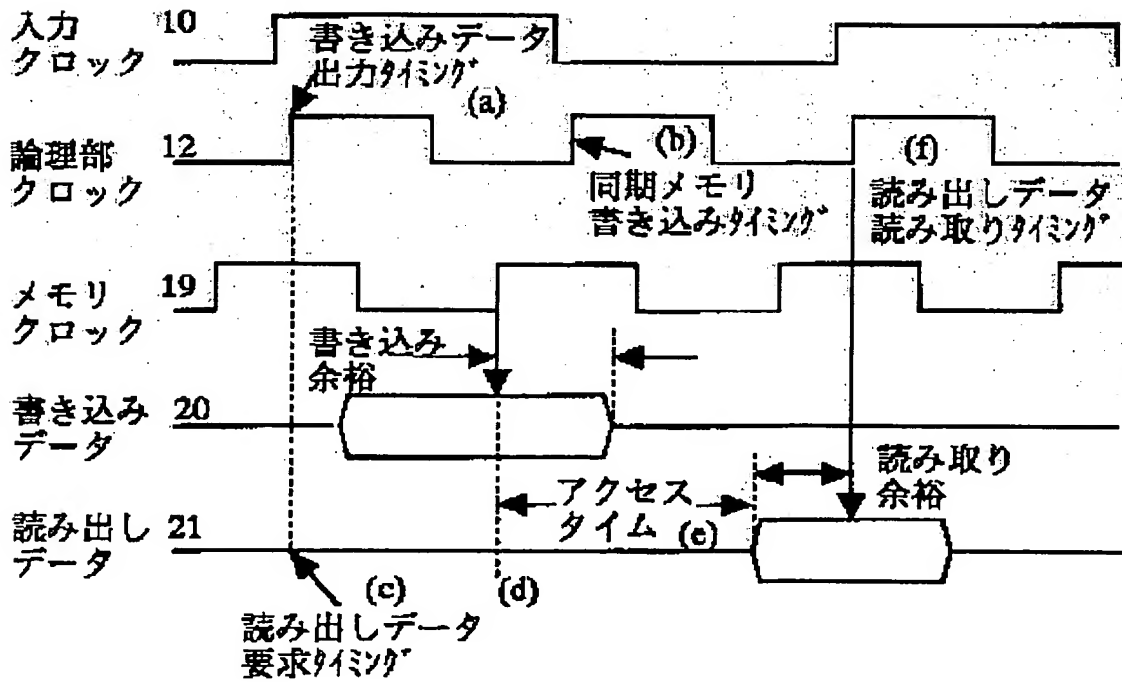 入力 10
クロック
書き込みデータ
出力タイミング
(a)
論理部 12
クロック
(b)
同期メモリ
書き込みタイミング
(f)
読み出しデータ
読み取りタイミング
メモリ 19
クロック
書き込み
余裕
書き込み 20
データ
読み取り
余裕
アクセス
タイム (e)
読み出し 21
データ
(c)
(d)
読み出しデータ
要求タイミング